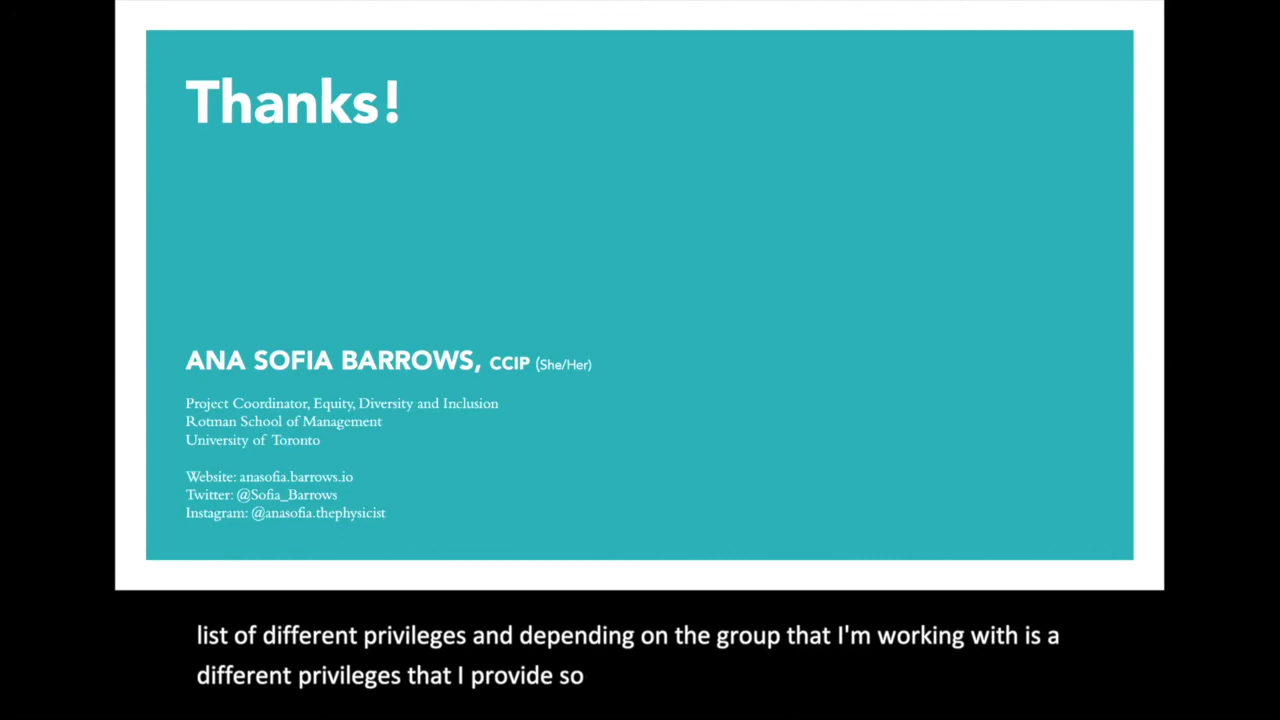 Thanks!
ANA SOFIA BARROWS, CCIP (She/Her)
Project Coordinator, Equity, Diversity and Inclusion
Rotman School of Management
University of Toronto
Website: anasofia.barrows.io
Twitter: @Sofia_Barrows
Instagram: @anasofia.thephysicist
list of different privileges and depending on the group that I'm working with is a
different privileges that I provide so